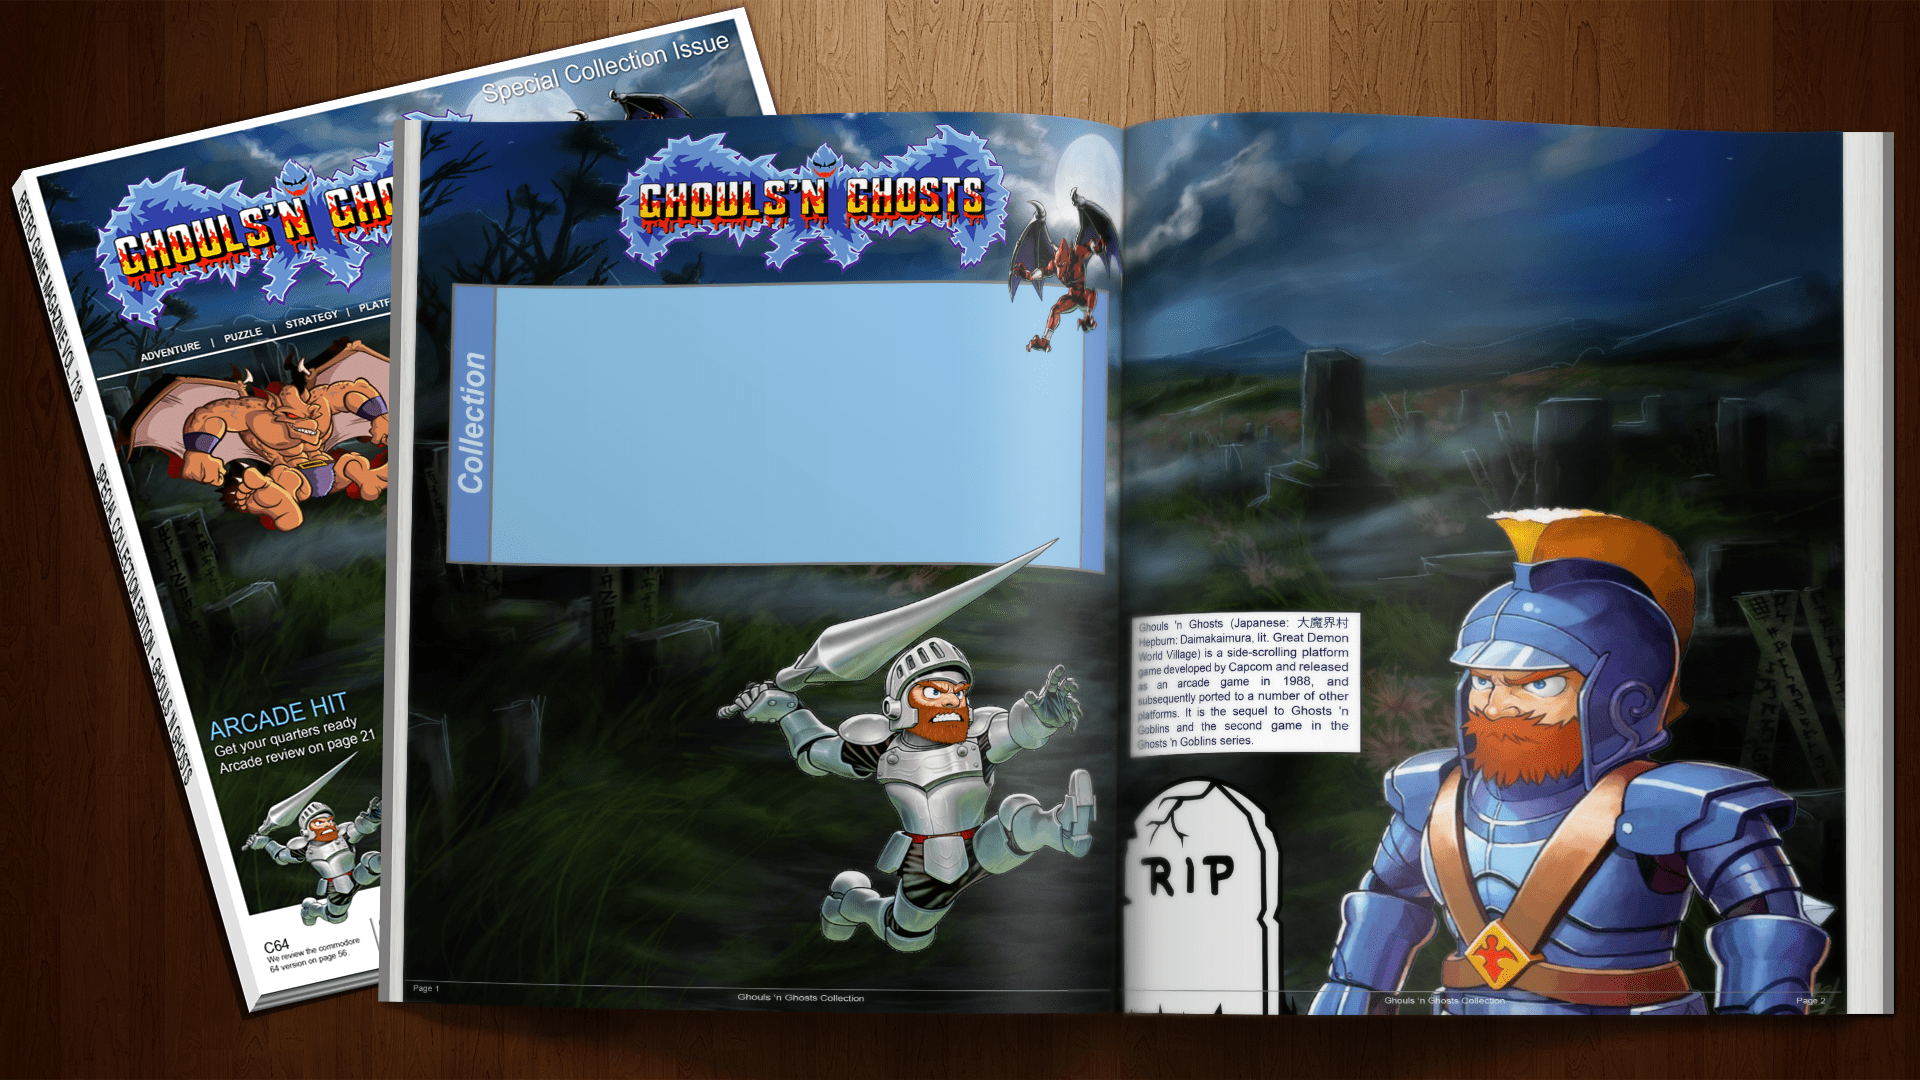 Special Collection Issue
GHOULS'N GHO
ADVENTURE | PUZZLE | STRATEGY | PLATF
RETRO GAME MAGAZINE VOL. 718
SPECIAL COLLECTION EDITION - GHOULS 'N GHOSTS
ARCADE HIT
Get your quarters ready
Arcade review on page 21
C64
We review the commodore
64 version on page 56.
GHOULS'N GHOSTS
Collection
Page 1
Ghouls 'n Ghosts Collection
Ghouls 'n Ghosts (Japanese: 大魔界村
Hepburn: Daimakaimura, lit. Great Demon
World Village) is a side-scrolling platform
game developed by Capcom and released
as an arcade game in 1988, and
subsequently ported to a number of other
platforms. It is the sequel to Ghosts 'n
Goblins and the second game in the
Ghosts 'n Goblins series.
RIP
Ghouls 'n Ghosts Collection
Page 2